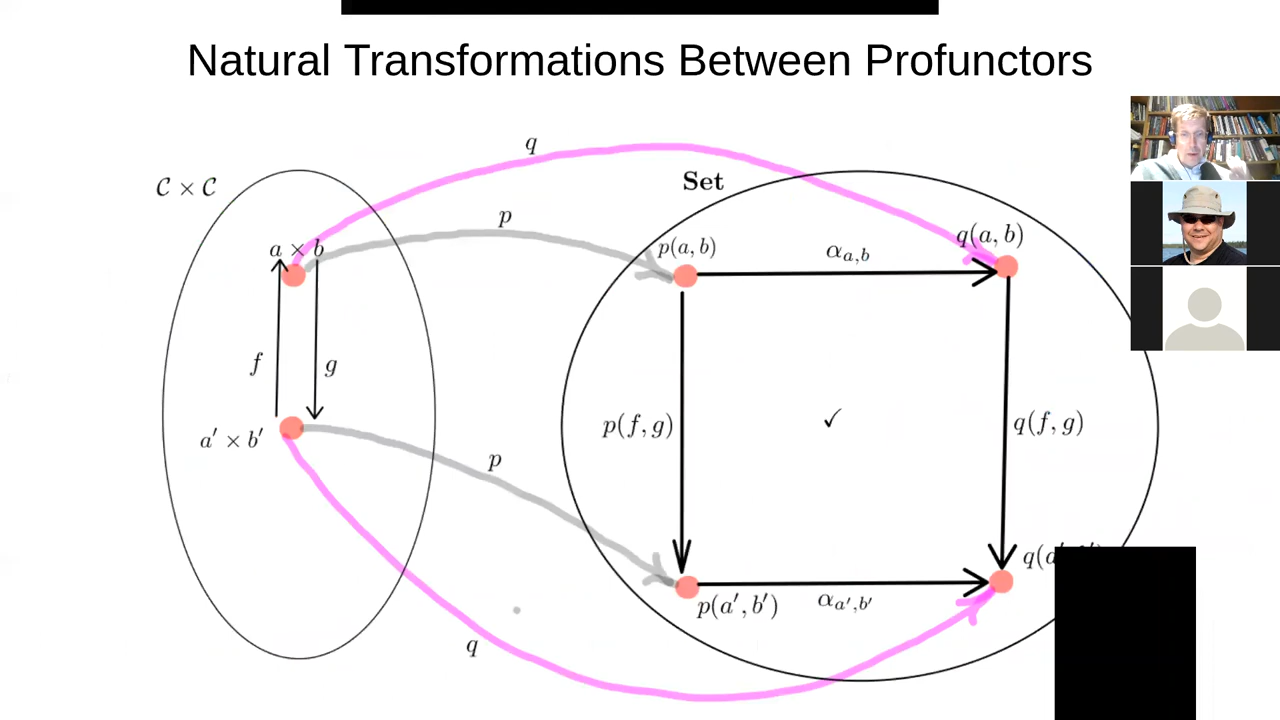 Natural Transformations Between Profunctors
q
C × C
Set
p
a × b
p(a, b)
α_{a,b}
q(a, b)
f
g
p(f, g)
✓
q(f, g)
a′ × b′
p
p(a′, b′)
α_{a′,b′}
q